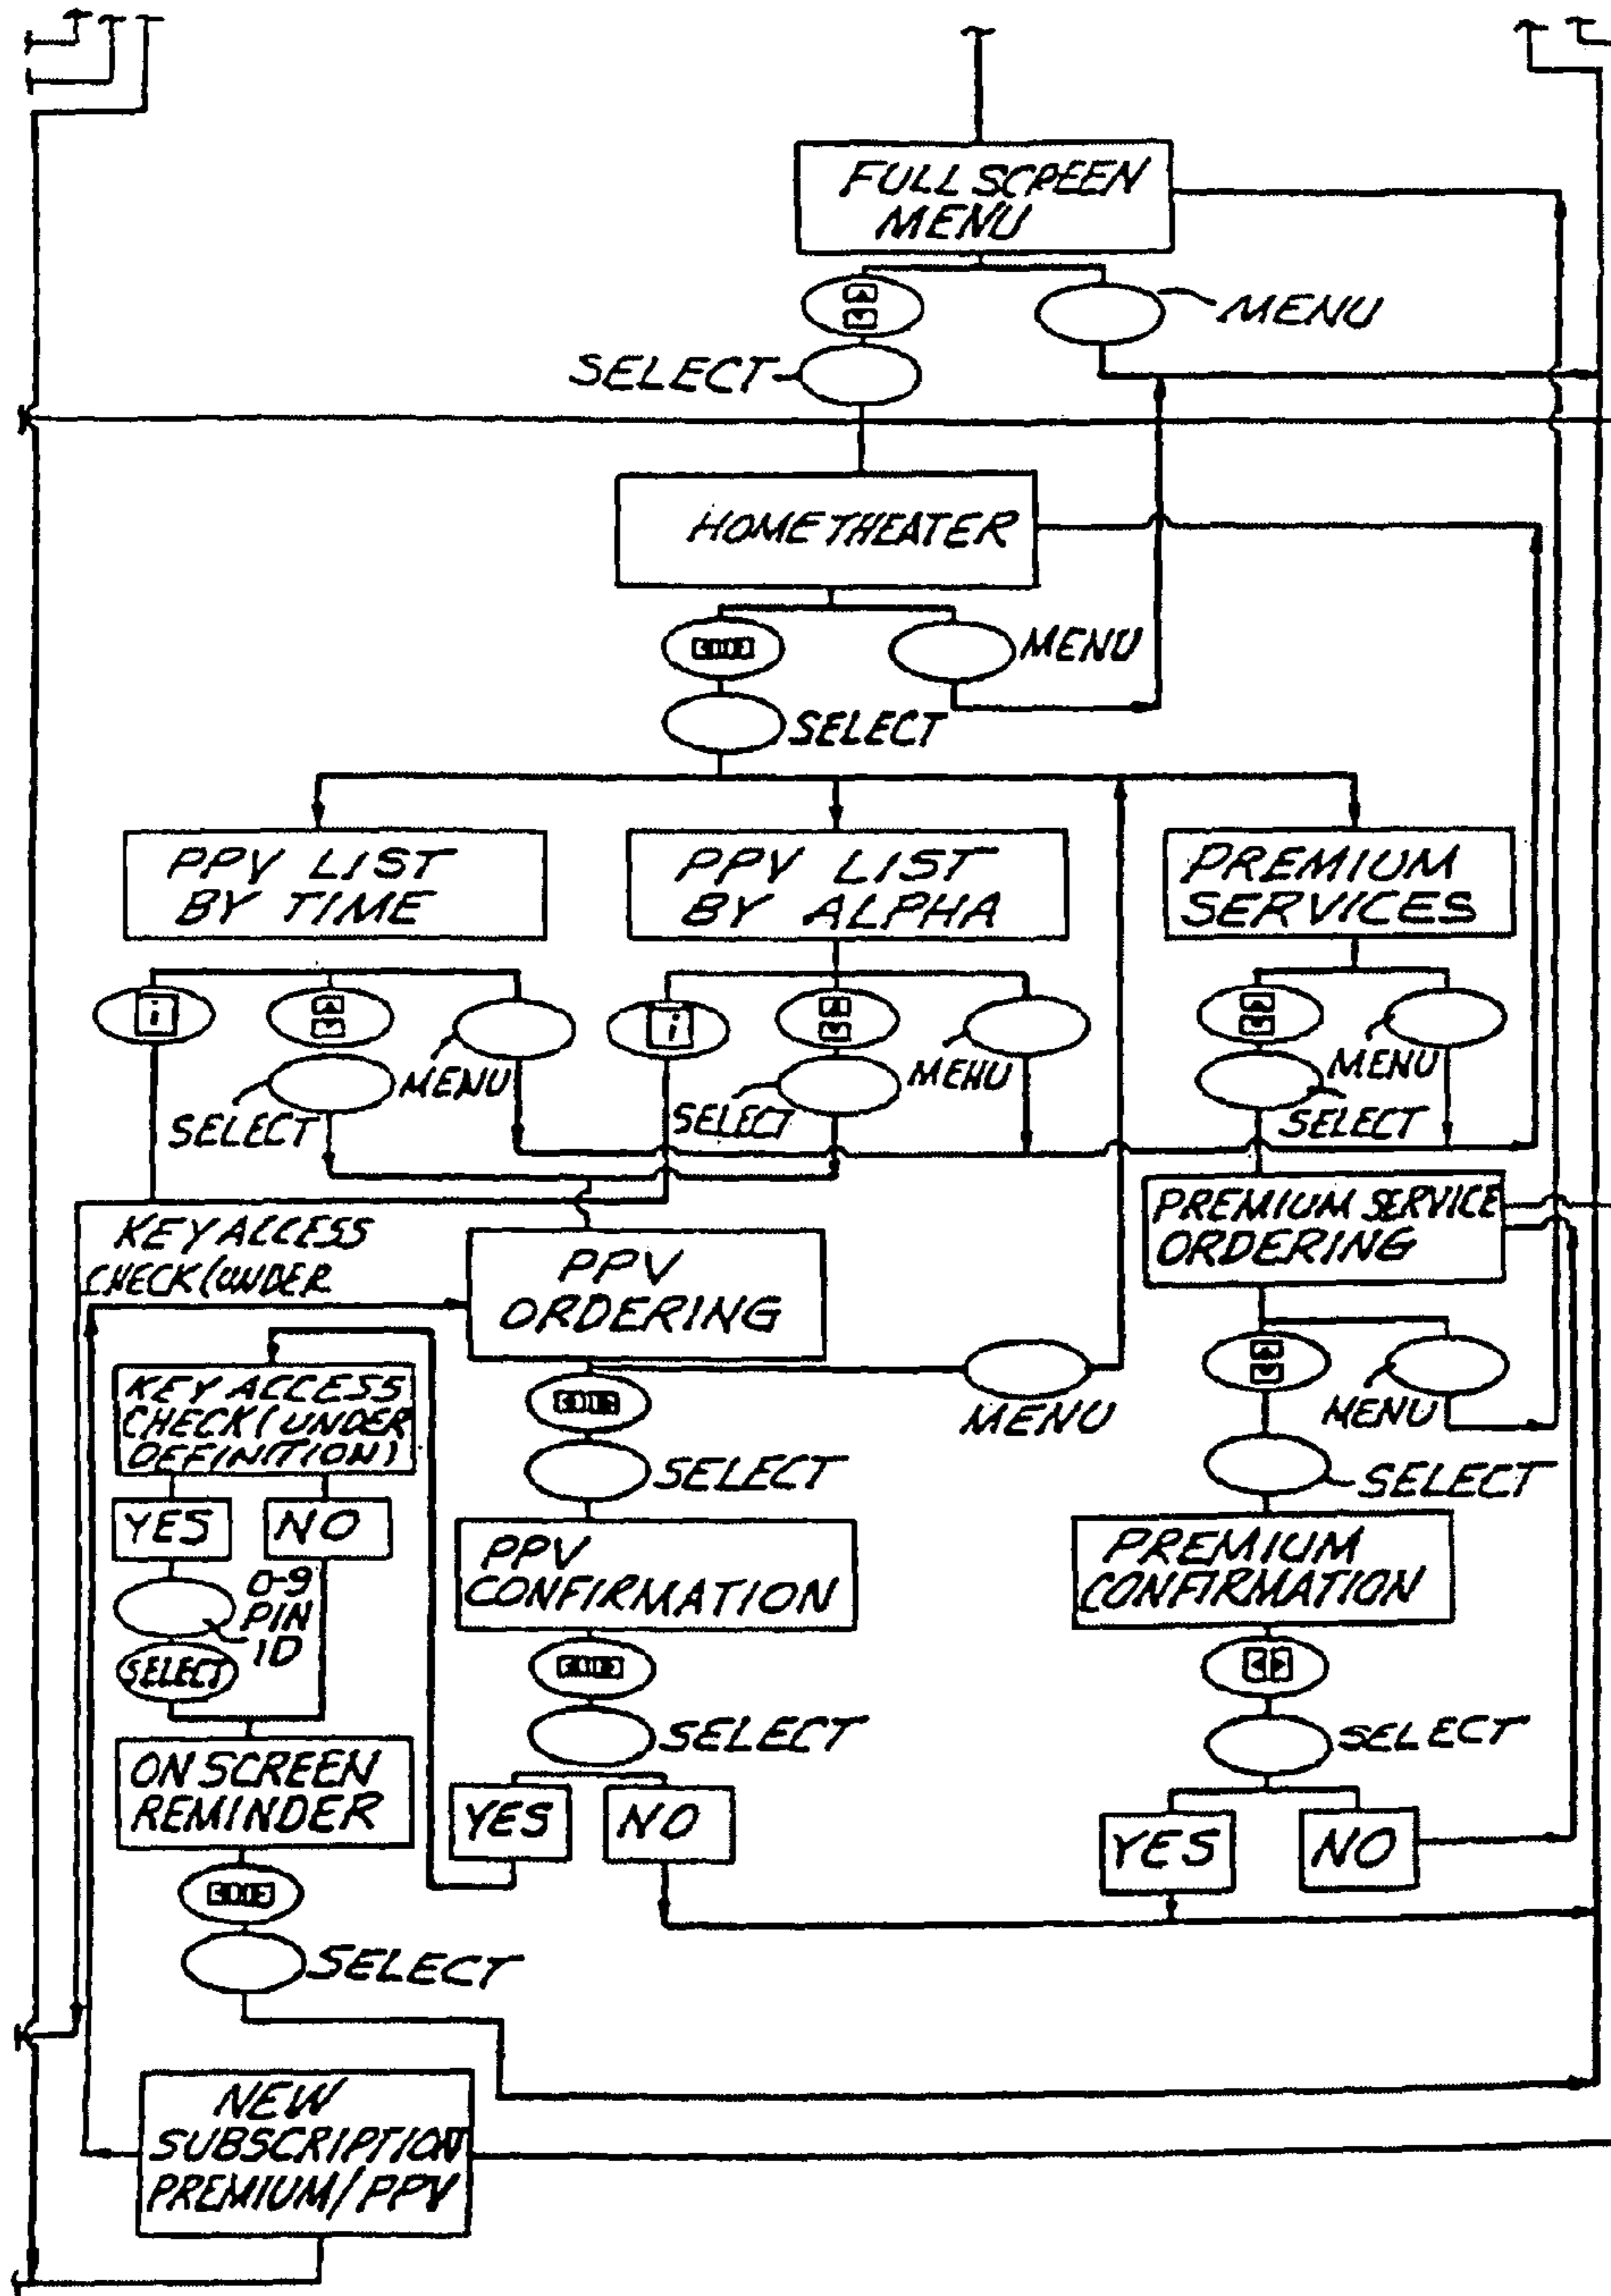 FULL SCREEN
MENU
MENU
SELECT
HOME THEATER
MENU
SELECT
PPV LIST
BY TIME
PPV LIST
BY ALPHA
PREMIUM
SERVICES
i
i
MENU
MENU
MENU
SELECT
SELECT
SELECT
KEY ACCESS
CHECK (UNDER
PPV
ORDERING
PREMIUM SERVICE
ORDERING
MENU
MENU
KEY ACCESS
CHECK (UNDER
DEFINITION)
SELECT
SELECT
YES
NO
PPV
CONFIRMATION
PREMIUM
CONFIRMATION
0-9
PIN
ID
SELECT
SELECT
SELECT
ON SCREEN
REMINDER
YES
NO
YES
NO
SELECT
NEW
SUBSCRIPTION
PREMIUM/PPV